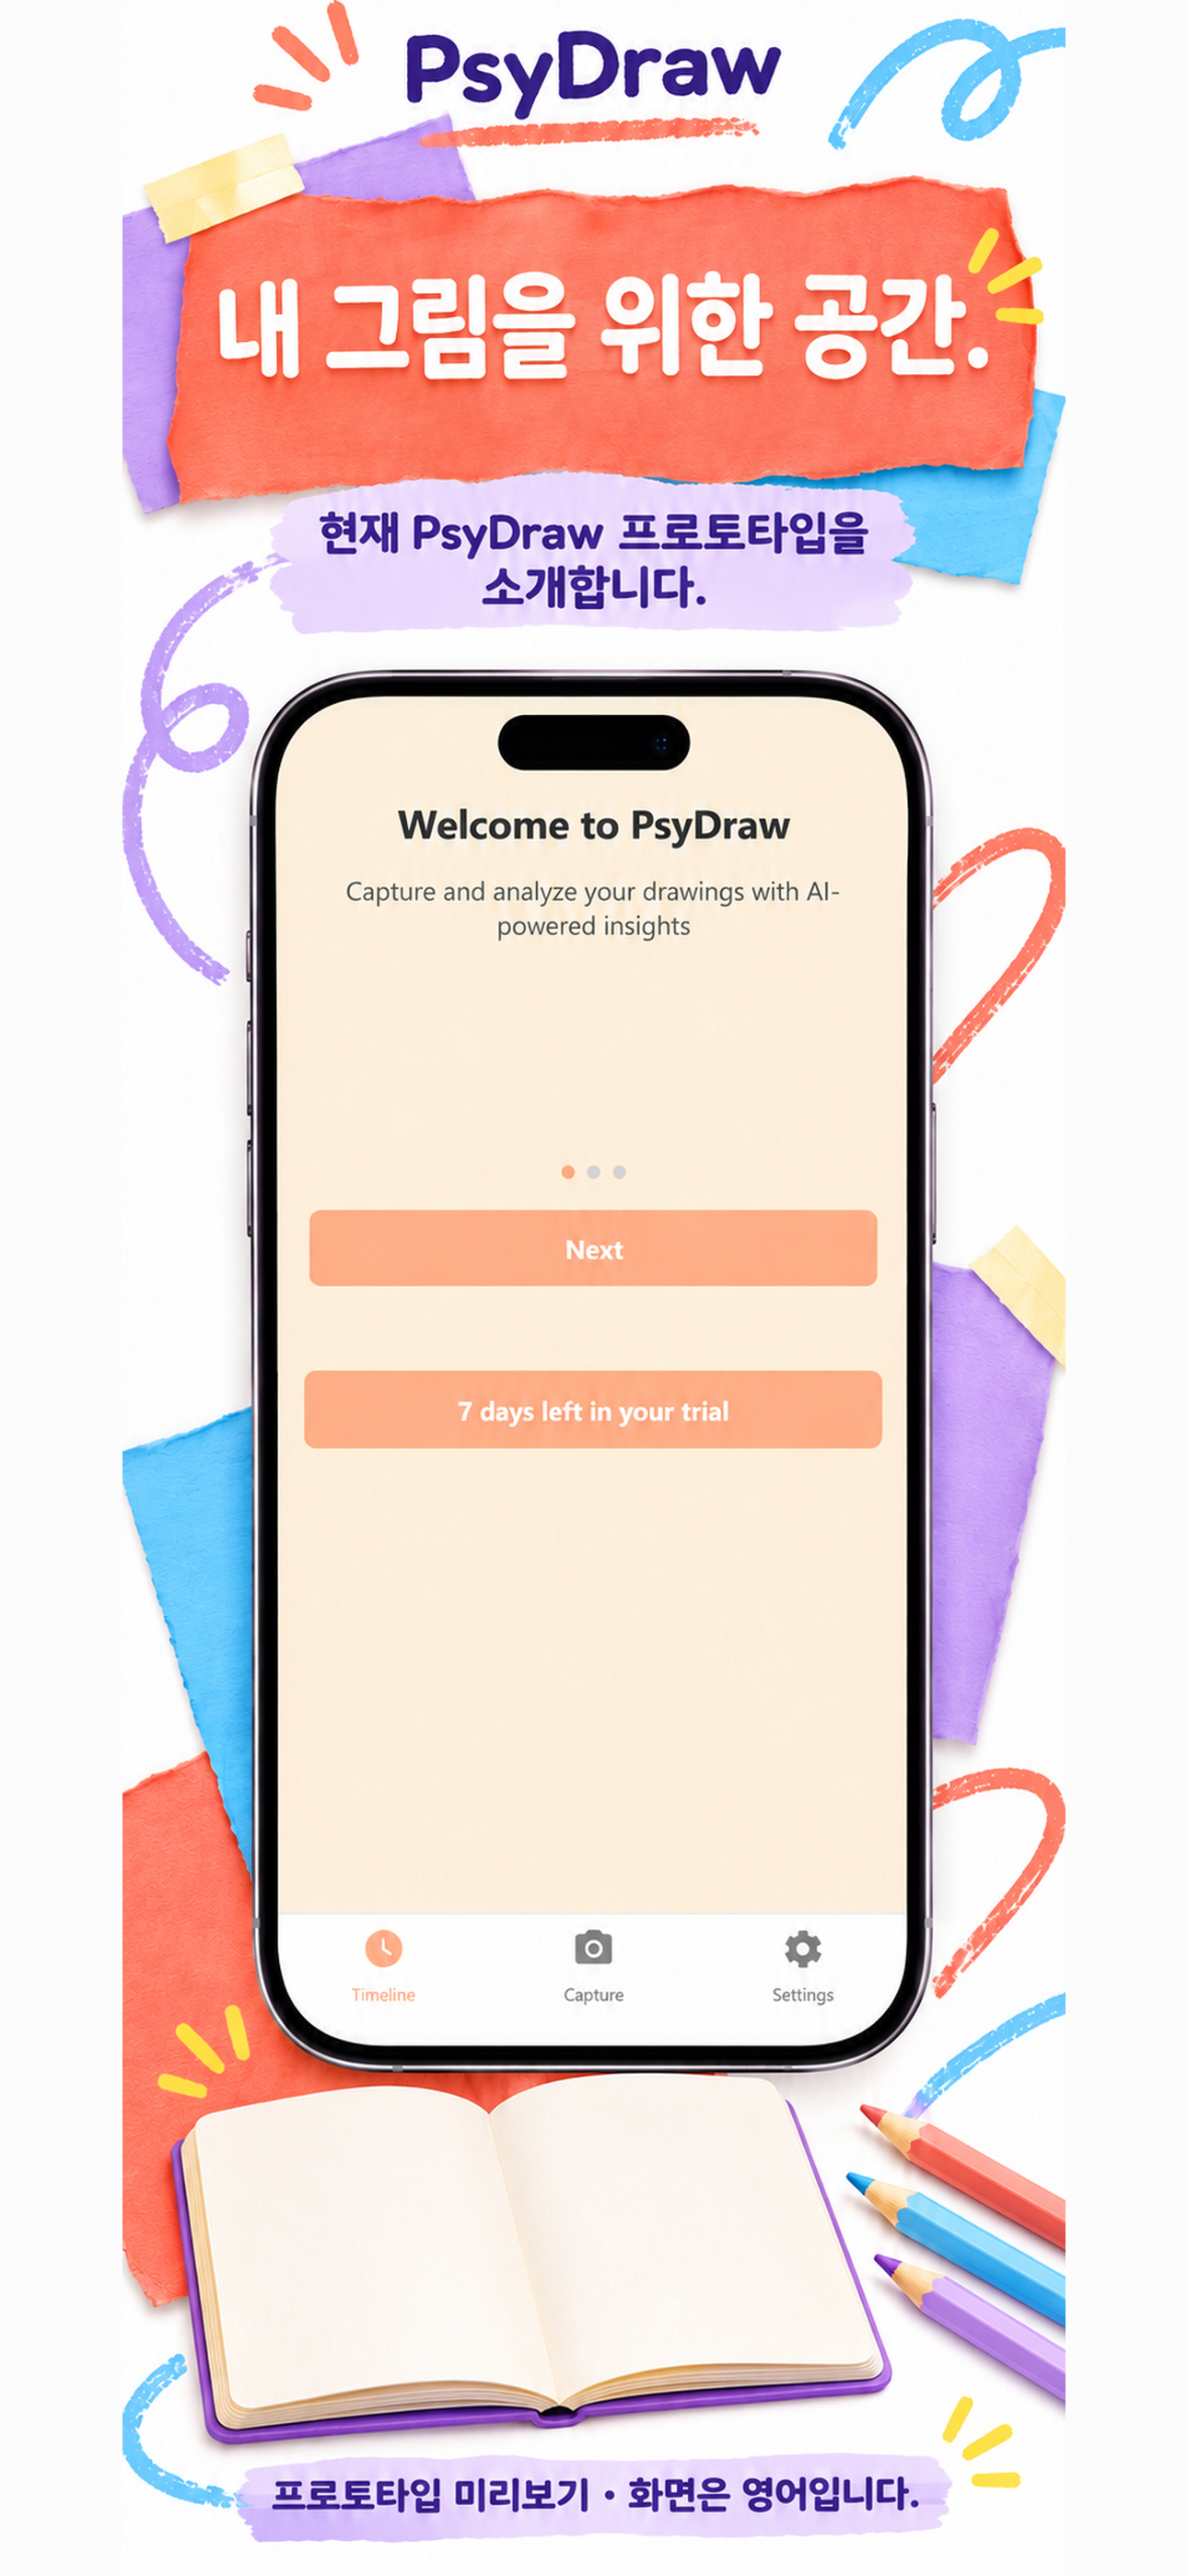 PsyDraw
내 그림을 위한 공간.
현재 PsyDraw 프로토타입을
소개합니다.
Welcome to PsyDraw
Capture and analyze your drawings with AI-
powered insights
Next
7 days left in your trial
Timeline
Capture
Settings
프로토타입 미리보기 • 화면은 영어입니다.